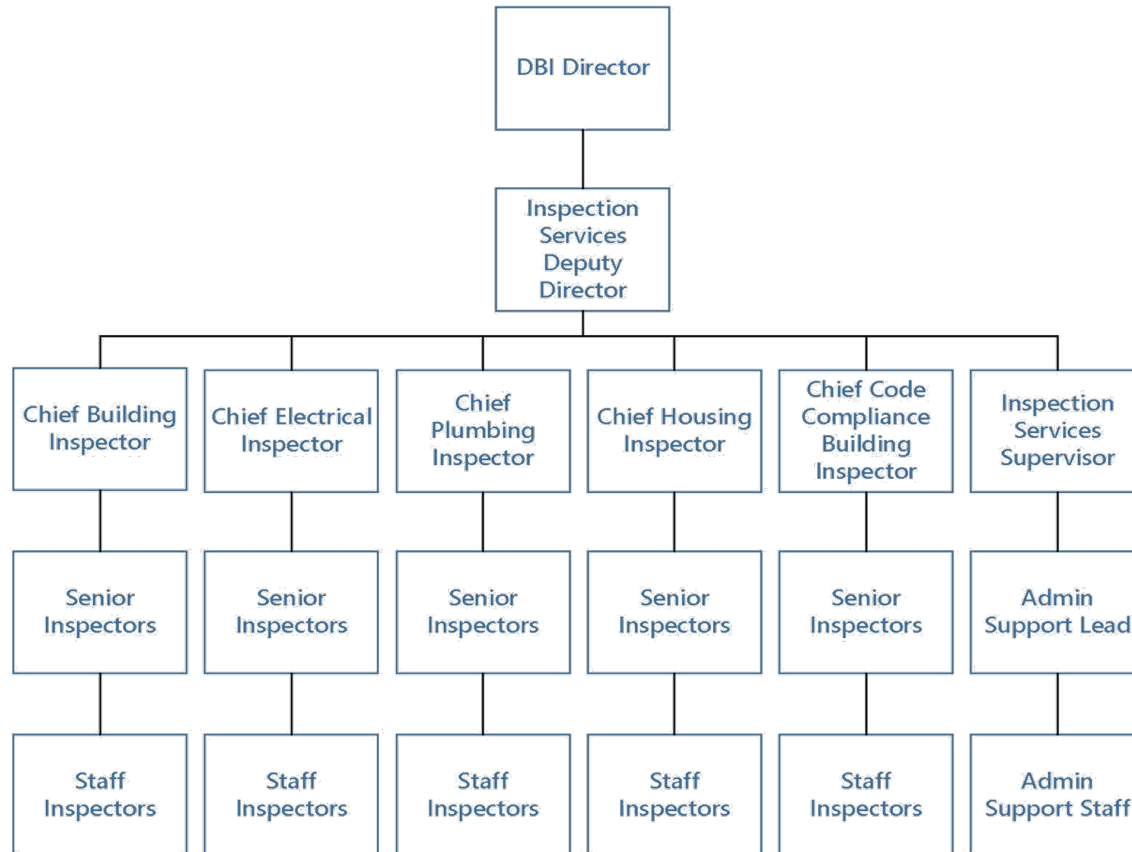 DBI Director
Inspection
Services
Deputy
Director
Chief Building
Inspector
Chief Electrical
Inspector
Chief
Plumbing
Inspector
Chief Housing
Inspector
Chief Code
Compliance
Building
Inspector
Inspection
Services
Supervisor
Senior
Inspectors
Senior
Inspectors
Senior
Inspectors
Senior
Inspectors
Senior
Inspectors
Admin
Support Lead
Staff
Inspectors
Staff
Inspectors
Staff
Inspectors
Staff
Inspectors
Staff
Inspectors
Admin
Support Staff